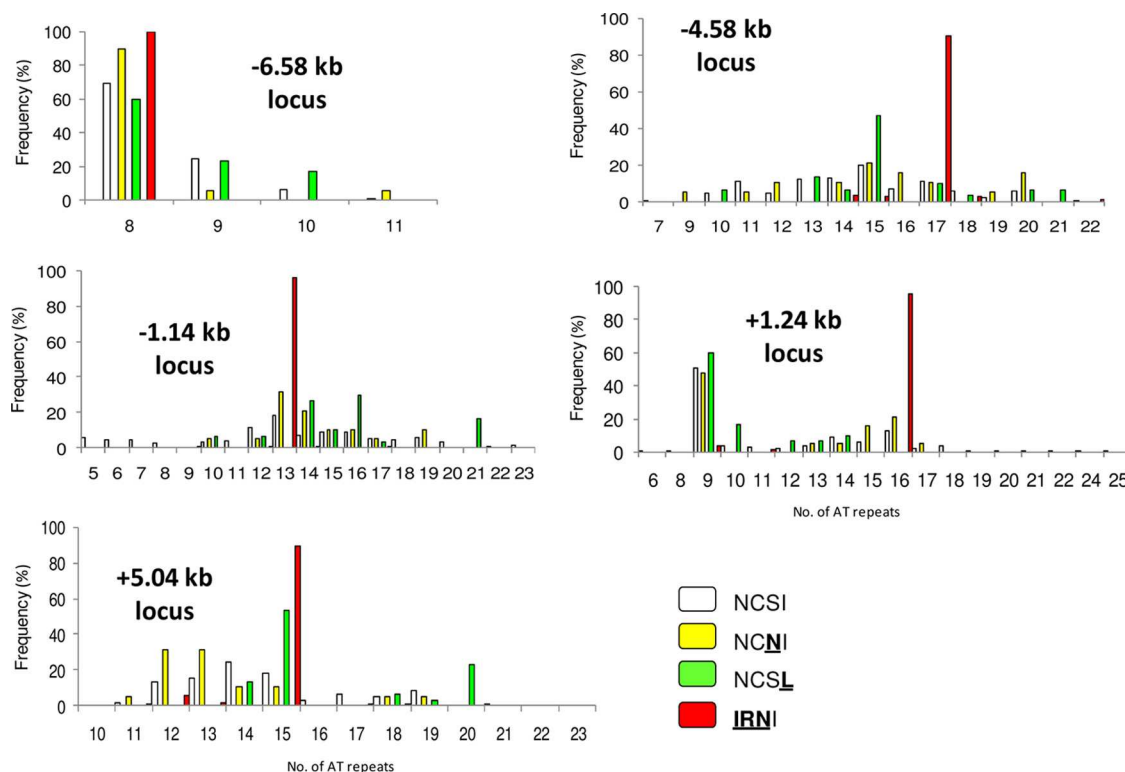 100
80
60
40
20
0
Frequency (%)
-6.58 kb
locus
8 9 10 11
100
80
60
40
20
0
Frequency (%)
-4.58 kb
locus
7 9 10 11 12 13 14 15 16 17 18 19 20 21 22
100
80
60
40
20
0
Frequency (%)
-1.14 kb
locus
5 6 7 8 9 10 11 12 13 14 15 16 17 18 19 20 21 22 23
100
80
60
40
20
0
Frequency (%)
+1.24 kb
locus
6 8 9 10 11 12 13 14 15 16 17 18 19 20 21 22 24 25
No. of AT repeats
100
80
60
40
20
0
Frequency (%)
+5.04 kb
locus
10 11 12 13 14 15 16 17 18 19 20 21 22 23
No. of AT repeats
NCSI
NCNI
NCSL
IRNI